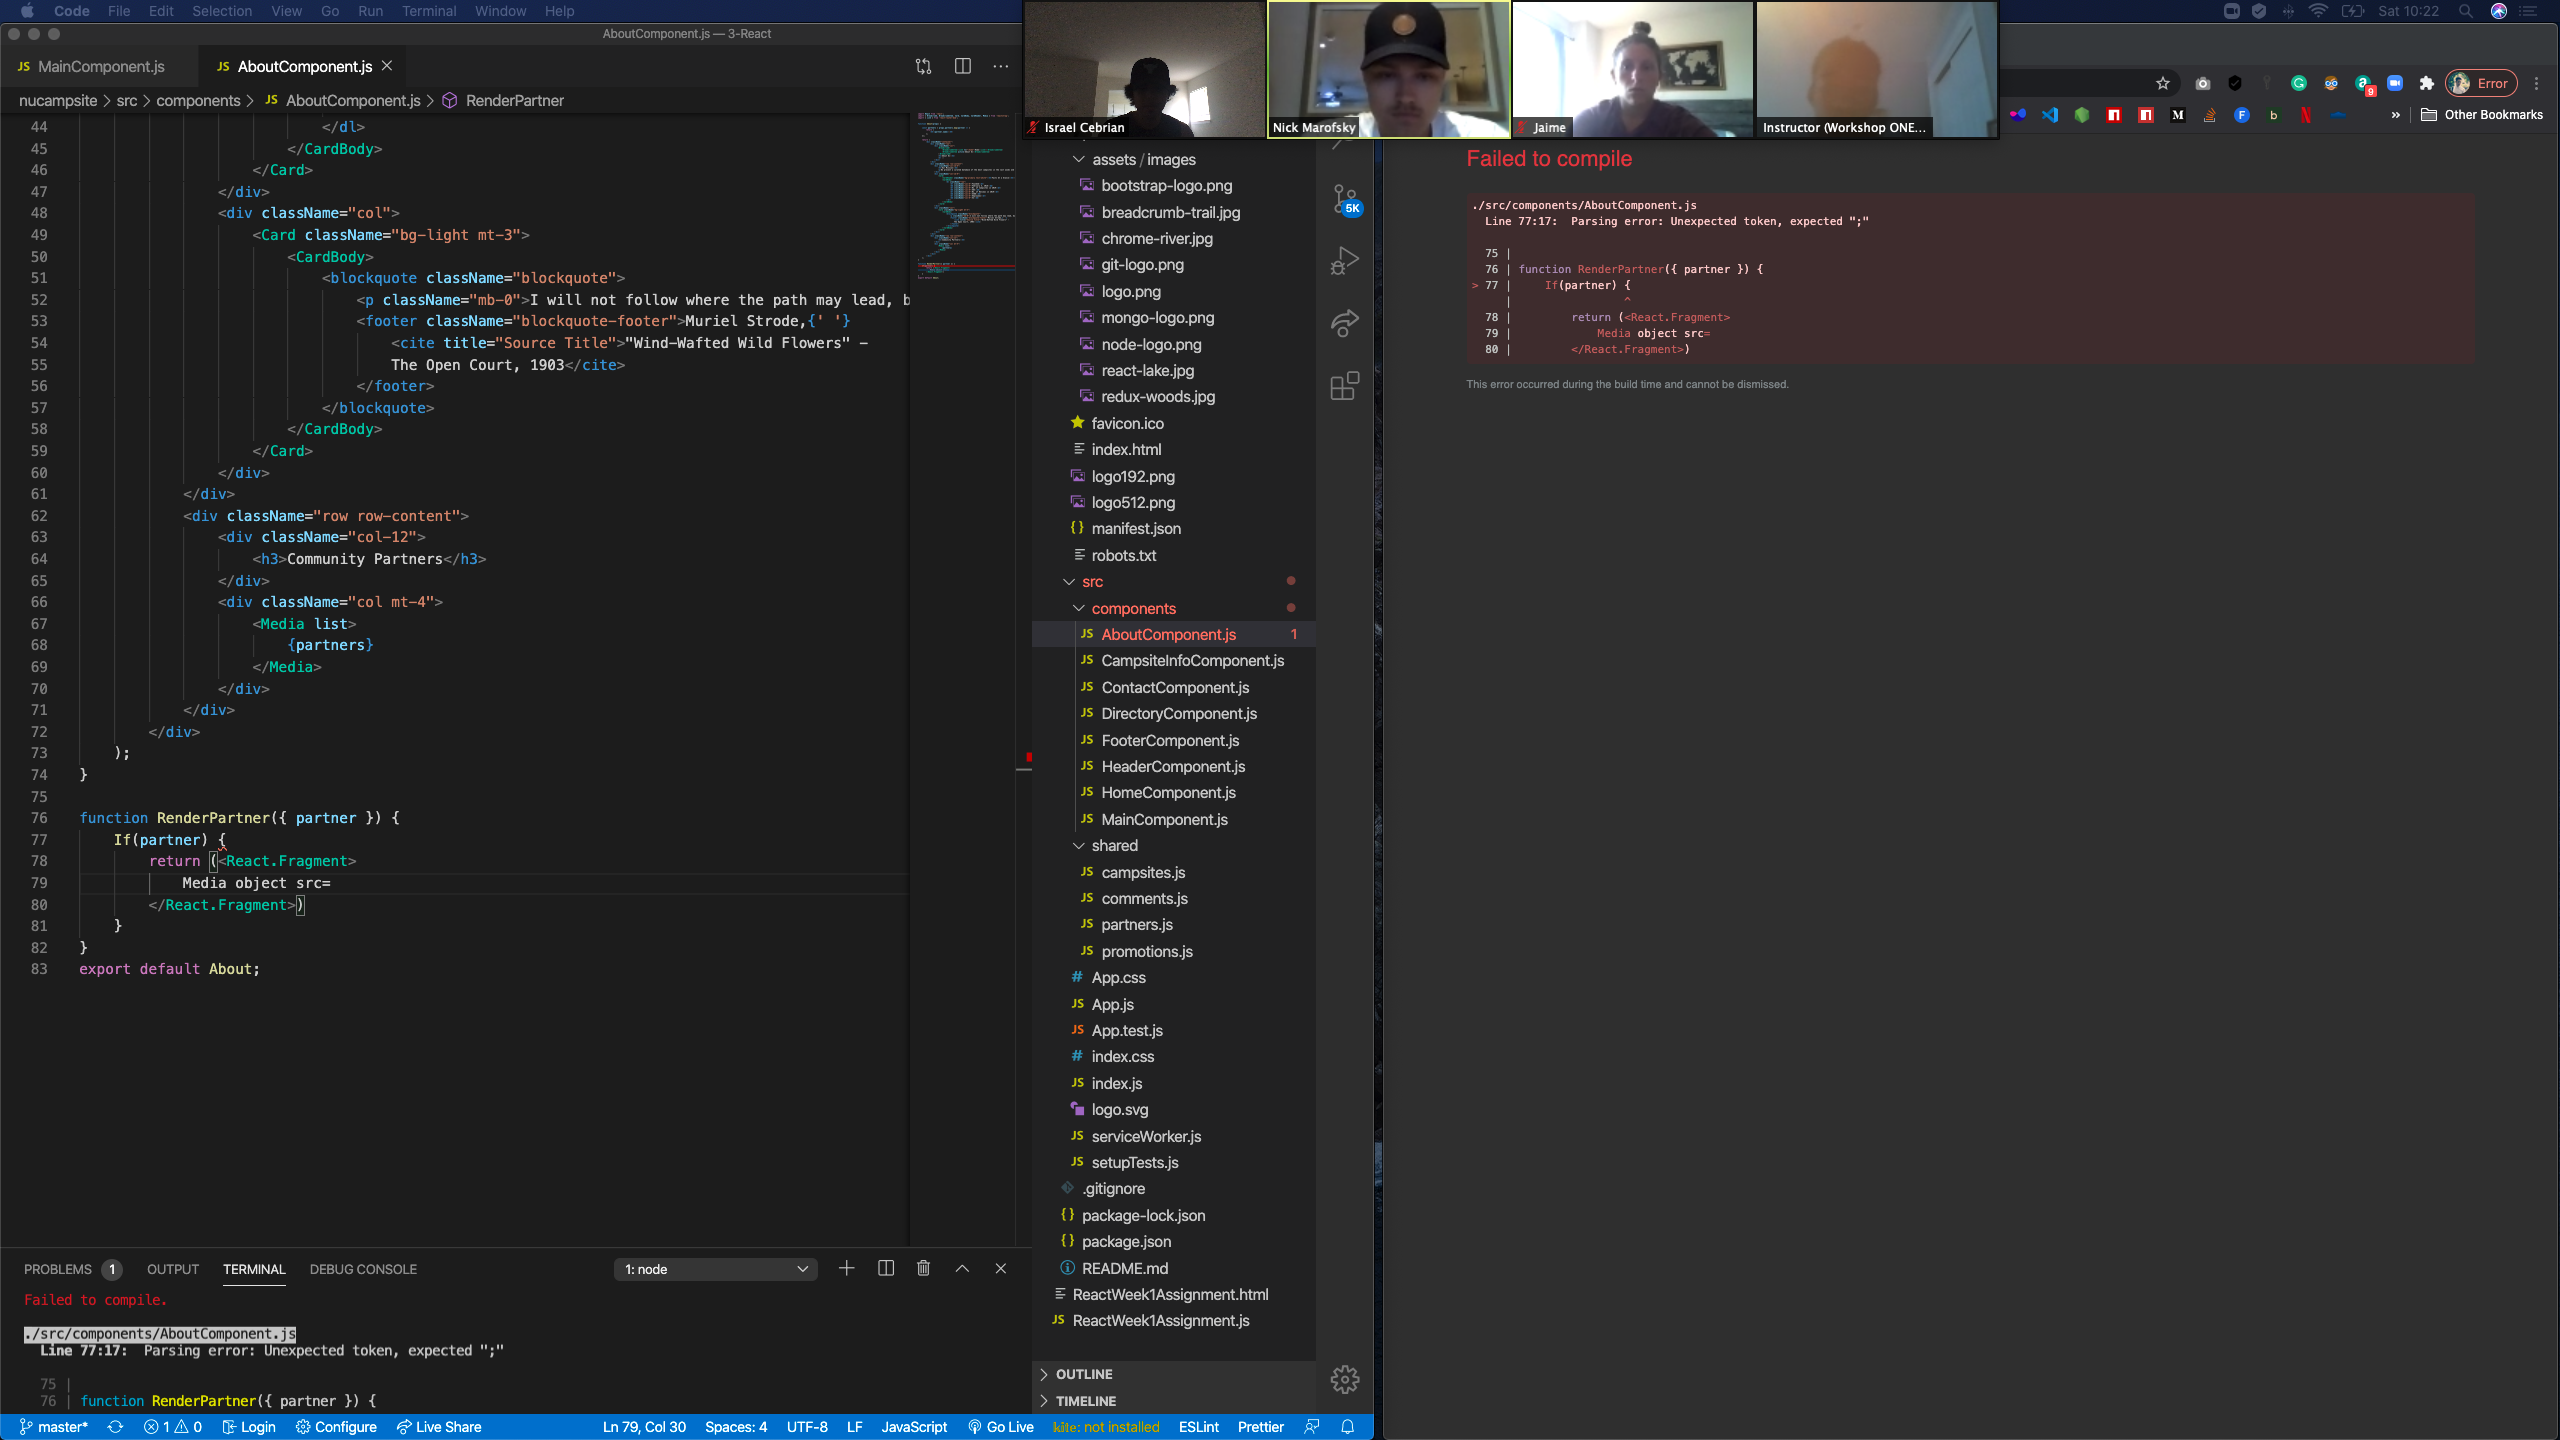 Code File Edit Selection View Go Run Terminal Window Help
Sat 10:22
AboutComponent.js — 3-React
JS MainComponent.js
JS AboutComponent.js
nucampsite > src > components > JS AboutComponent.js > RenderPartner
44 </dl>
45 </CardBody>
46 </Card>
47 </div>
48 <div className="col">
49 <Card className="bg-light mt-3">
50 <CardBody>
51 <blockquote className="blockquote">
52 <p className="mb-0">I will not follow where the path may lead, b
53 <footer className="blockquote-footer">Muriel Strode,{' '}
54 <cite title="Source Title">"Wind-Wafted Wild Flowers" -
55 The Open Court, 1903</cite>
56 </footer>
57 </blockquote>
58 </CardBody>
59 </Card>
60 </div>
61 </div>
62 <div className="row row-content">
63 <div className="col-12">
64 <h3>Community Partners</h3>
65 </div>
66 <div className="col mt-4">
67 <Media list>
68 {partners}
69 </Media>
70 </div>
71 </div>
72 </div>
73 );
74 }
75
76 function RenderPartner({ partner }) {
77 If(partner) {
78 return (<React.Fragment>
79 Media object src=
80 </React.Fragment>)
81 }
82 }
83 export default About;
PROBLEMS 1 OUTPUT TERMINAL DEBUG CONSOLE 1: node
Failed to compile.
./src/components/AboutComponent.js
Line 77:17: Parsing error: Unexpected token, expected ";"
75 |
76 | function RenderPartner({ partner }) {
master* 1 0 Login Configure Live Share Ln 79, Col 30 Spaces: 4 UTF-8 LF JavaScript Go Live kite: not installed ESLint Prettier
Israel Cebrian
Nick Marofsky
Jaime
Instructor (Workshop ONE...
assets / images
bootstrap-logo.png
breadcrumb-trail.jpg
chrome-river.jpg
git-logo.png
logo.png
mongo-logo.png
node-logo.png
react-lake.jpg
redux-woods.jpg
favicon.ico
index.html
logo192.png
logo512.png
{} manifest.json
robots.txt
src
components
JS AboutComponent.js 1
JS CampsiteInfoComponent.js
JS ContactComponent.js
JS DirectoryComponent.js
JS FooterComponent.js
JS HeaderComponent.js
JS HomeComponent.js
JS MainComponent.js
shared
JS campsites.js
JS comments.js
JS partners.js
JS promotions.js
# App.css
JS App.js
JS App.test.js
# index.css
JS index.js
logo.svg
JS serviceWorker.js
JS setupTests.js
.gitignore
{} package-lock.json
{} package.json
README.md
ReactWeek1Assignment.html
JS ReactWeek1Assignment.js
OUTLINE
TIMELINE
5K
9
Error
M F b N » Other Bookmarks
Failed to compile
./src/components/AboutComponent.js
Line 77:17: Parsing error: Unexpected token, expected ";"
75 |
76 | function RenderPartner({ partner }) {
> 77 | If(partner) {
| ^
78 | return (<React.Fragment>
79 | Media object src=
80 | </React.Fragment>)
This error occurred during the build time and cannot be dismissed.